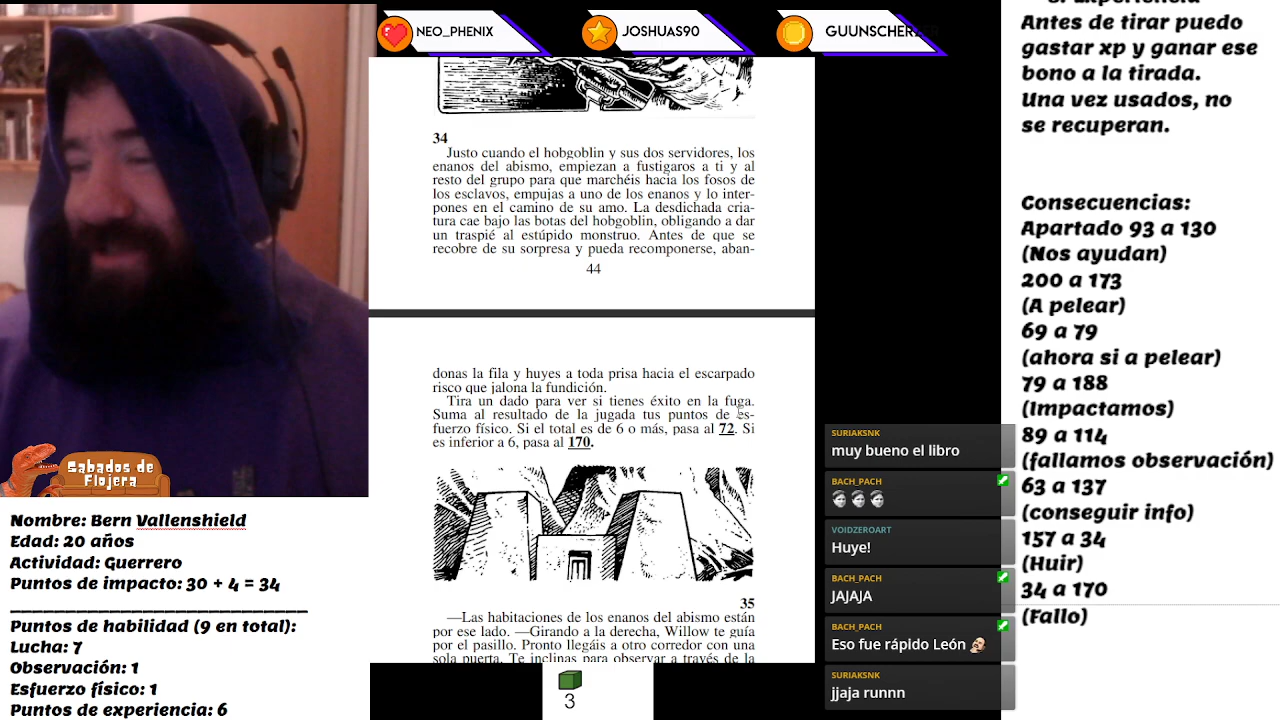 NEO_PHENIX
JOSHUAS90
34
Justo cuando el hobgoblin y sus dos servidores, los
enanos del abismo, empiezan a fustigaros a ti y al
resto del grupo para que marchéis hacia los fosos de
los esclavos, empujas a uno de los enanos y lo inter-
pones en el camino de su amo. La desdichada cria-
tura cae bajo las botas del hobgoblin, obligando a dar
un traspié al estúpido monstruo. Antes de que se
recobre de su sorpresa y pueda recomponerse, aban-
44
donas la fila y huyes a toda prisa hacia el escarpado
risco que jalona la fundición.
Tira un dado para ver si tienes éxito en la fuga.
Suma al resultado de la jugada tus puntos de es-
fuerzo físico. Si el total es de 6 o más, pasa al 72. Si
es inferior a 6, pasa al 170.
35
—Las habitaciones de los enanos del abismo están
por ese lado. —Girando a la derecha, Willow te guía
por el pasillo. Pronto llegáis a otro corredor con una
sola puerta. Te inclinas para observar a través de la
3
Sabados de
Flojera
Nombre: Bern Vallenshield
Edad: 20 años
Actividad: Guerrero
Puntos de impacto: 30 + 4 = 34
Puntos de habilidad (9 en total):
Lucha: 7
Observación: 1
Esfuerzo físico: 1
Puntos de experiencia: 6
SURIAKSNK
muy bueno el libro
BACH_PACH
VOIDZEROART
Huye!
BACH_PACH
JAJAJA
BACH_PACH
Eso fue rápido León
SURIAKSNK
jjaja runnn
Antes de tirar puedo
gastar xp y ganar ese
bono a la tirada.
Una vez usados, no
se recuperan.
Consecuencias:
Apartado 93 a 130
(Nos ayudan)
200 a 173
(A pelear)
69 a 79
(ahora si a pelear)
79 a 188
(Impactamos)
89 a 114
(fallamos observación)
63 a 137
(conseguir info)
157 a 34
(Huir)
34 a 170
(Fallo)